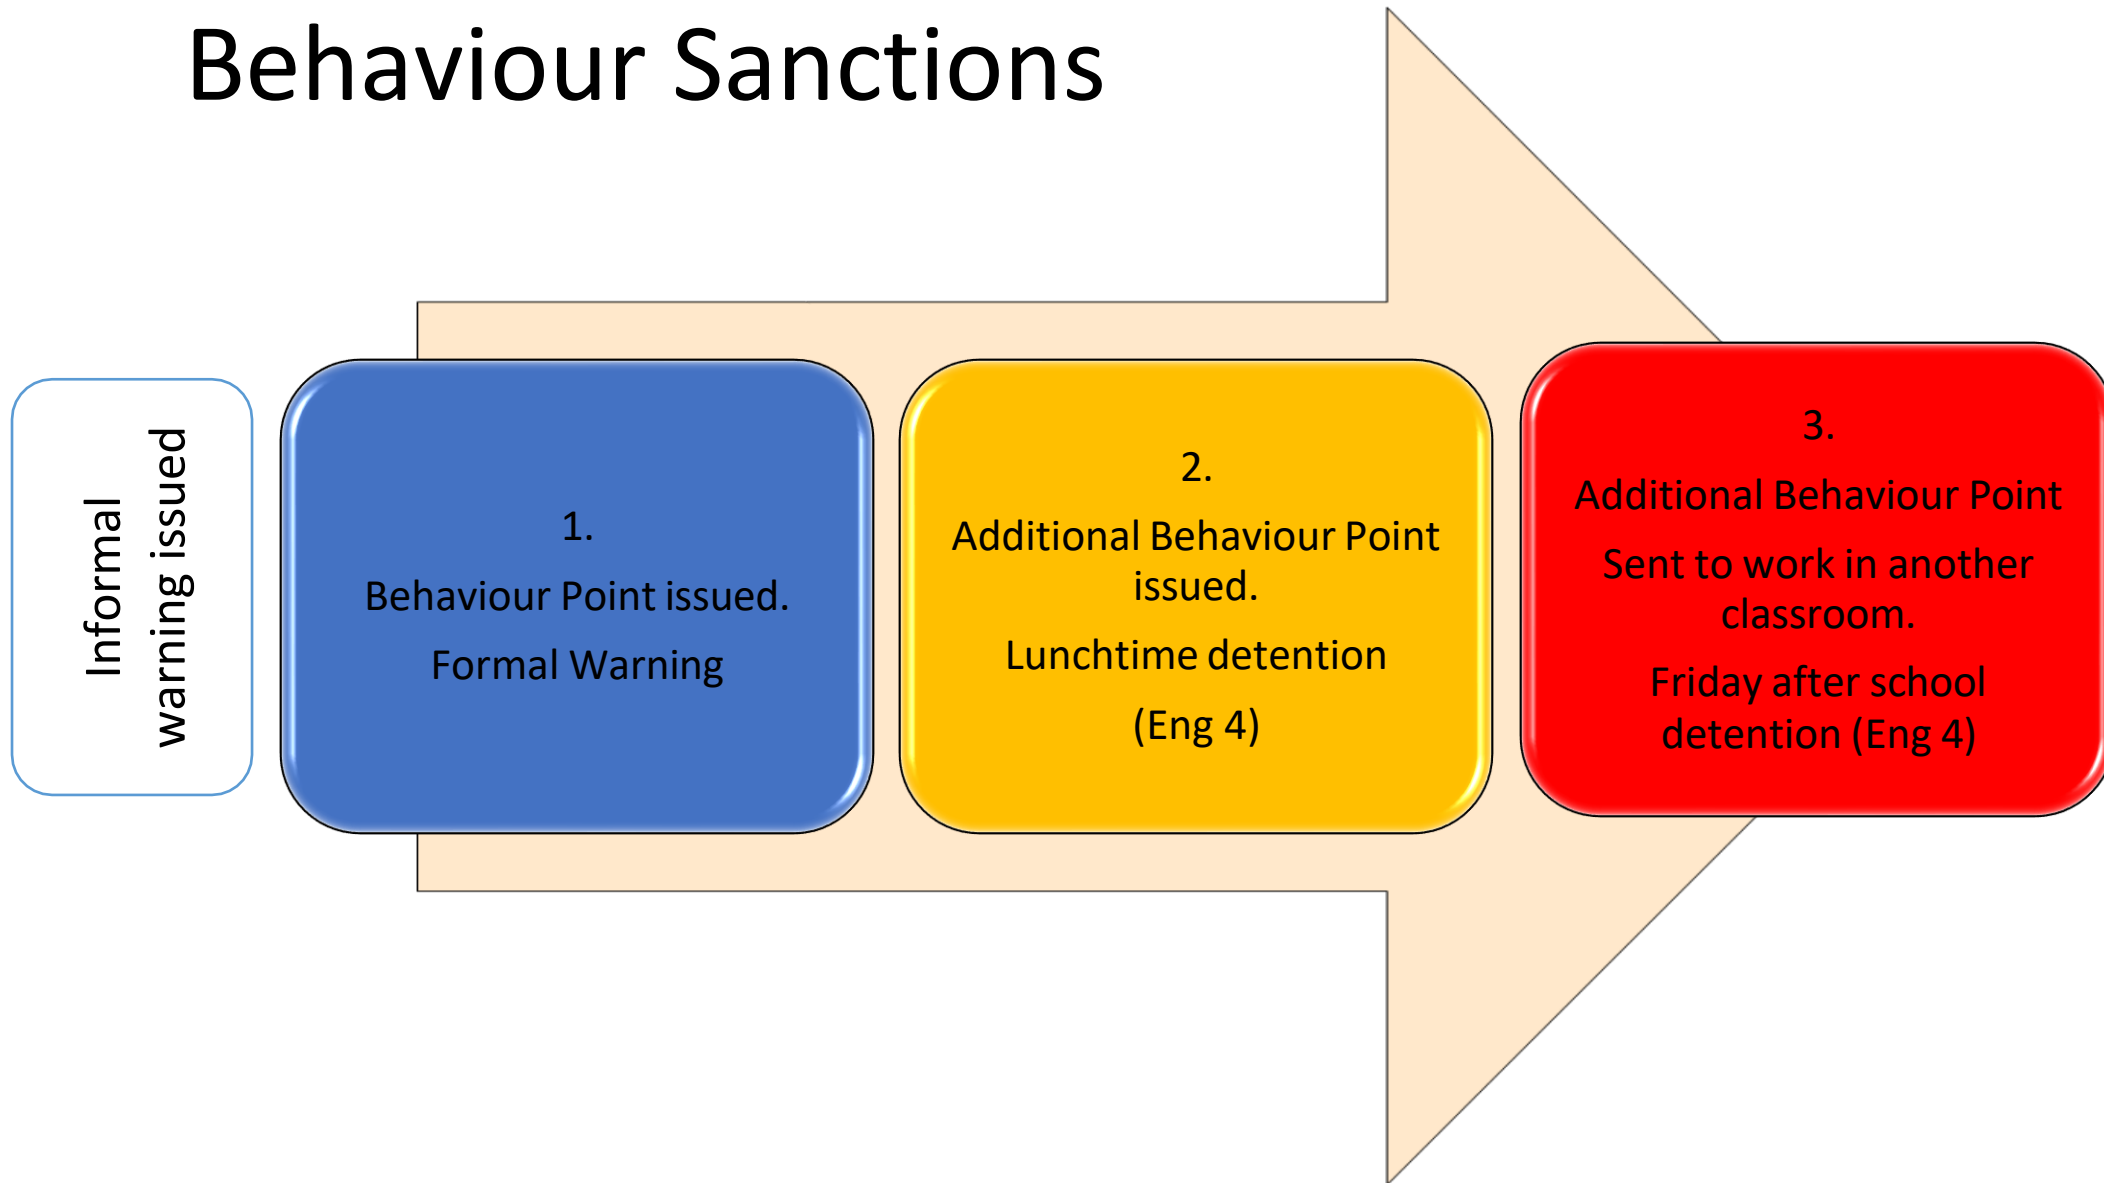 Behaviour Sanctions
Informal
warning issued
1.
Behaviour Point issued.
Formal Warning
2.
Additional Behaviour Point
issued.
Lunchtime detention
(Eng 4)
3.
Additional Behaviour Point
Sent to work in another
classroom.
Friday after school
detention (Eng 4)